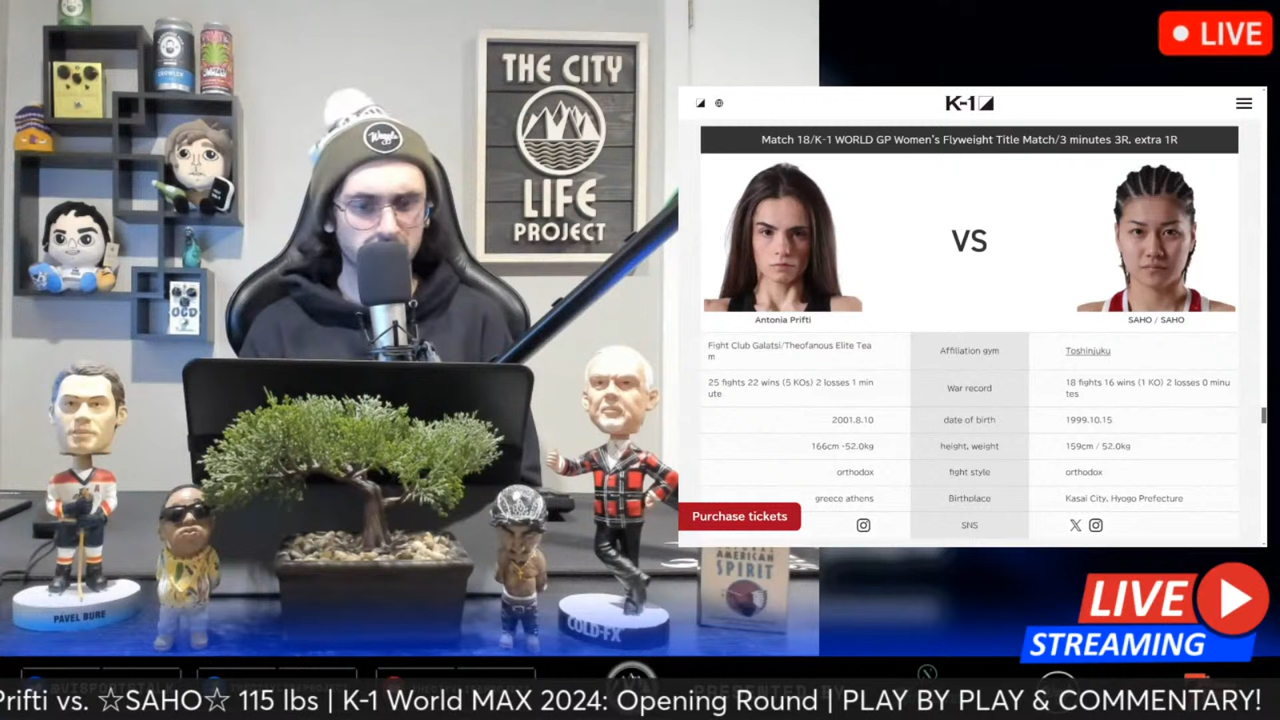 LIVE
THE CITY
LIFE
PROJECT
Waggle
OCD
K-1
Match 18/K-1 WORLD GP Women's Flyweight Title Match/3 minutes 3R, extra 1R
VS
Antonia Prifti
SAHO / SAHO
Fight Club Galatsi/Theofanous Elite Tea
m
Affiliation gym
Toshinjuku
25 fights 22 wins (5 KOs) 2 losses 1 min
ute
War record
18 fights 16 wins (1 KO) 2 losses 0 minu
tes
2001.8.10
date of birth
1999.10.15
166cm -52.0kg
height, weight
159cm / 52.0kg
orthodox
fight style
orthodox
greece athens
Birthplace
Kasai City, Hyogo Prefecture
Purchase tickets
SNS
AMERICAN
SPIRIT
PAVEL BURE
COLD-FX
LIVE
STREAMING
Prifti vs. ☆SAHO☆ 115 lbs | K-1 World MAX 2024: Opening Round | PLAY BY PLAY & COMMENTARY!